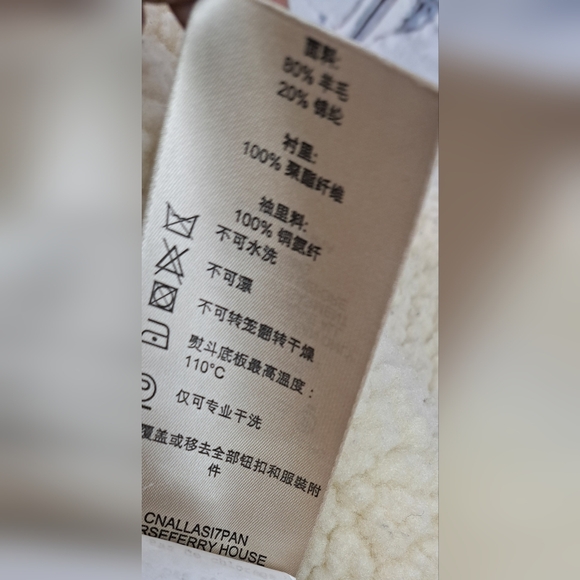 面料:
80% 羊毛
20% 锦纶
衬里:
100% 聚酯纤维
袖里料:
100% 铜氨纤
不可水洗
不可漂
不可转笼翻转干燥
熨斗底板最高温度：
110°C
仅可专业干洗
覆盖或移去全部钮扣和服裝附
件
CNALLASI7PAN
RSEFERRY HOUSE